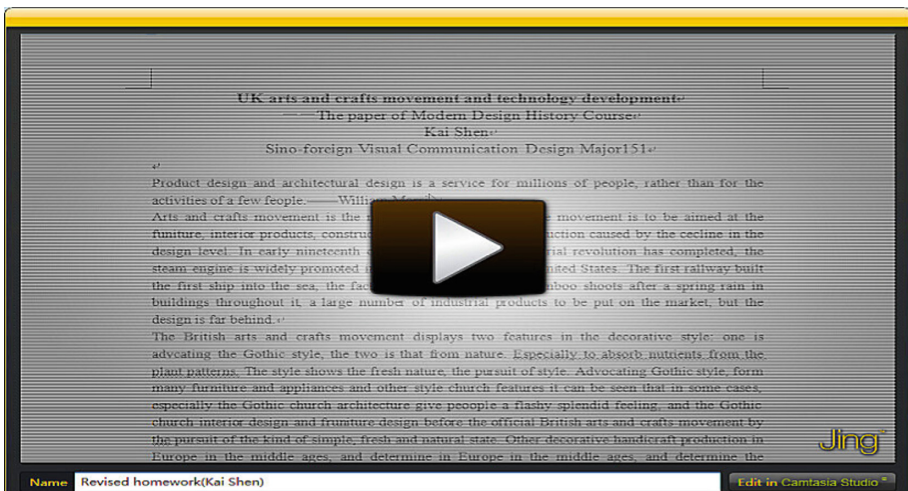 UK arts and crafts movement and technology development
——The paper of Modern Design History Course
Kai Shen
Sino-foreign Visual Communication Design Major151
Product design and architectural design is a service for millions of people, rather than for the
activities of a few feople.——William
Arts and crafts movement is the movement is to be aimed at the
funiture, interior products, caused by the cecline in the
design level. In early nineteenth revolution has completed, the
steam engine is widely promoted United States. The first rallway built
the first ship into the sea, the shoots after a spring rain in
buildings throughout it, a large number of industrial products to be put on the market, but the
design is far behind.
The British arts and crafts movement displays two features in the decorative style: one is
advcating the Gothic style, the two is that from nature. Especially to absorb nutrients from the
plant patterns. The style shows the fresh nature, the pursuit of style. Advocating Gothic style, form
many furniture and appliances and other style church features it can be seen that in some cases,
especially the Gothic church architecture give peoople a flashy splendid feeling, and the Gothic
church interior design and fruniture design before the official British arts and crafts movement by
the pursuit of the kind of simple, fresh and natural state. Other decorative handicraft production in
Europe in the middle ages, and determine in Europe in the middle ages, and determine the
Jing
Name Revised homework(Kai Shen) Edit in Camtasia Studio